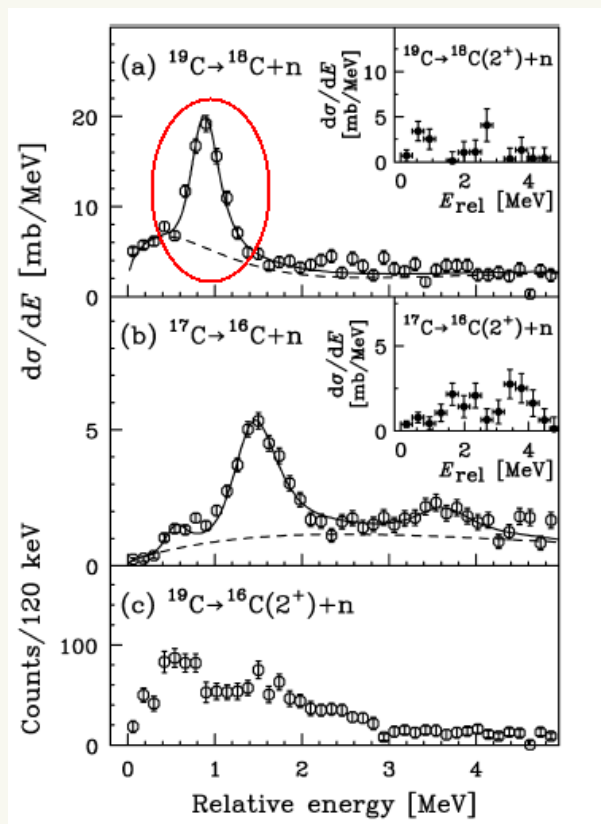 (a) ¹⁹C→¹⁸C+n
¹⁹C→¹⁸C(2⁺)+n
dσ/dE
[mb/MeV]
10
5
0
0 2 4
E_rel [MeV]
20
10
0
dσ/dE [mb/MeV]
(b) ¹⁷C→¹⁶C+n
¹⁷C→¹⁶C(2⁺)+n
dσ/dE
[mb/MeV]
5
0
0 2 4
E_rel [MeV]
5
0
(c) ¹⁹C→¹⁶C(2⁺)+n
Counts/120 keV
100
0
0 1 2 3 4
Relative energy [MeV]